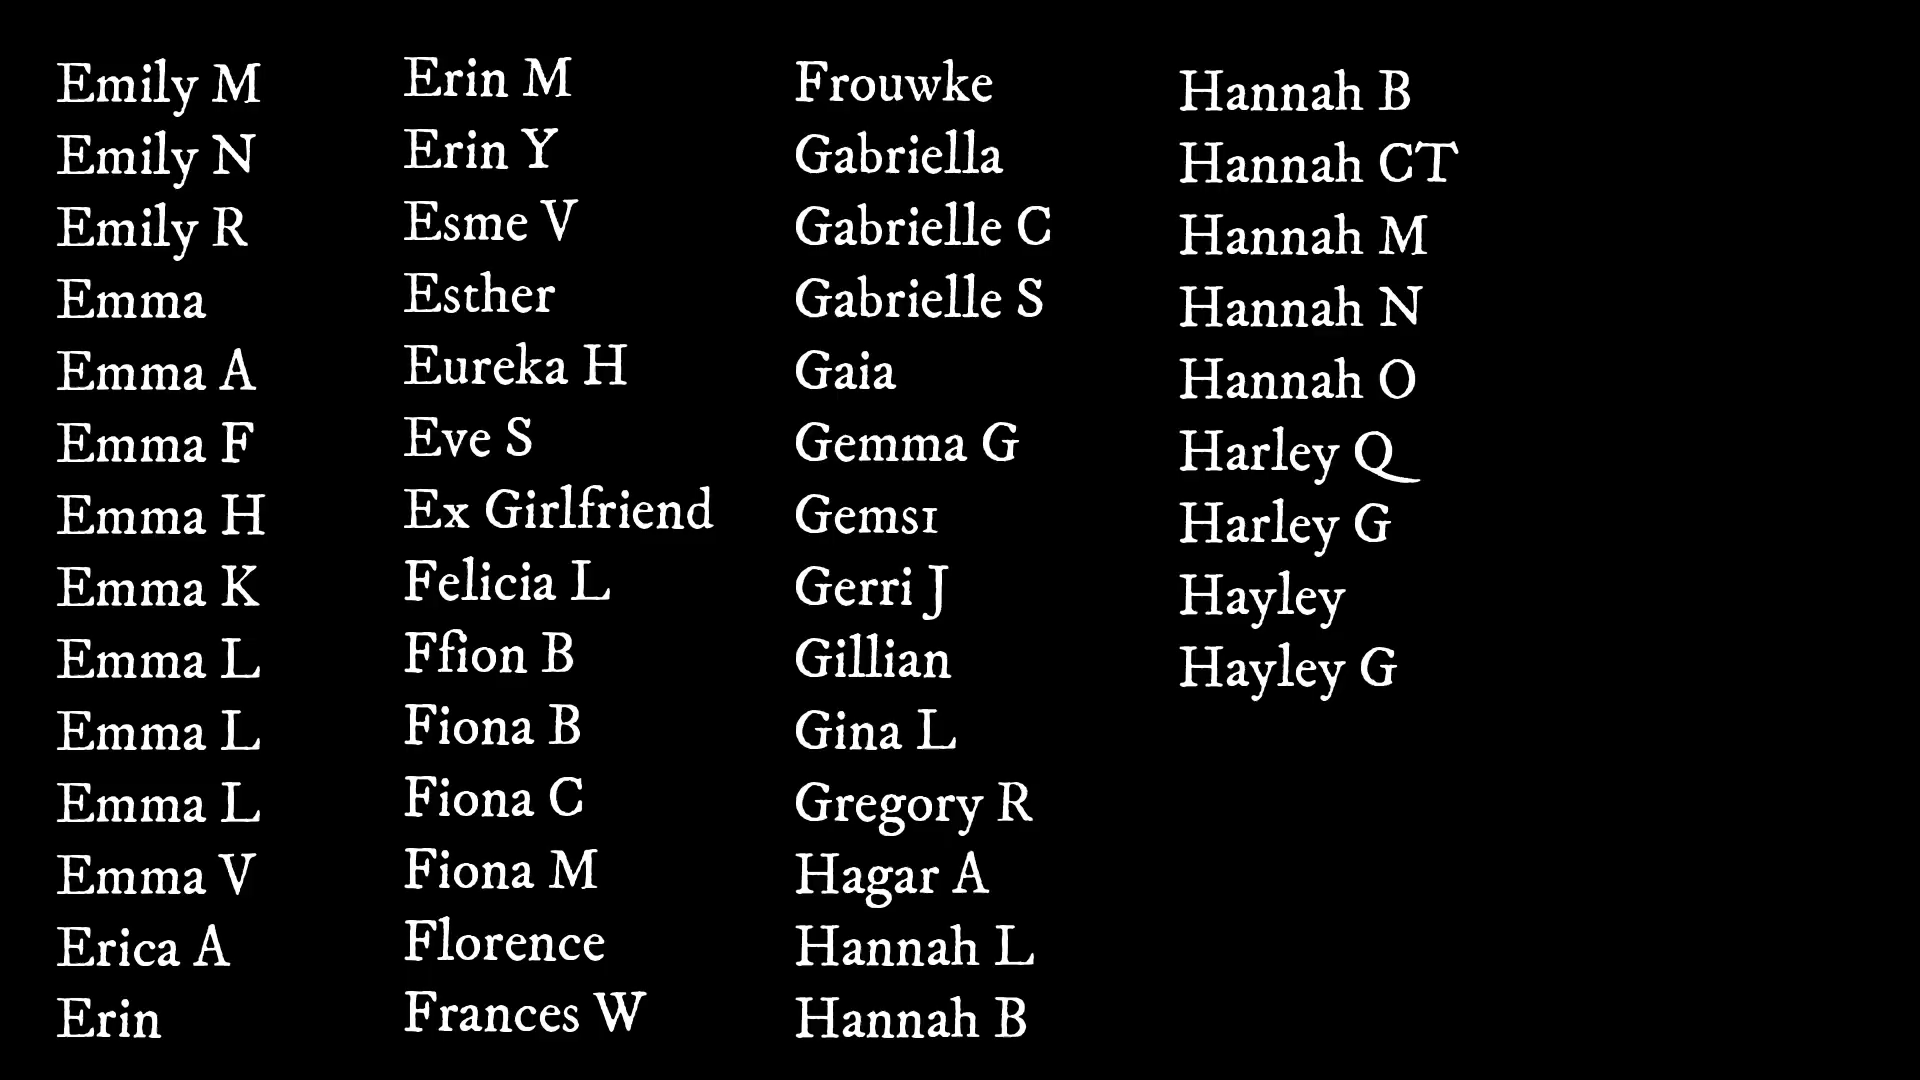 Emily M
Emily N
Emily R
Emma
Emma A
Emma F
Emma H
Emma K
Emma L
Emma L
Emma L
Emma V
Erica A
Erin
Erin M
Erin Y
Esme V
Esther
Eureka H
Eve S
Ex Girlfriend
Felicia L
Ffion B
Fiona B
Fiona C
Fiona M
Florence
Frances W
Frouwke
Gabriella
Gabrielle C
Gabrielle S
Gaia
Gemma G
Gems1
Gerri J
Gillian
Gina L
Gregory R
Hagar A
Hannah L
Hannah B
Hannah B
Hannah CT
Hannah M
Hannah N
Hannah O
Harley Q
Harley G
Hayley
Hayley G